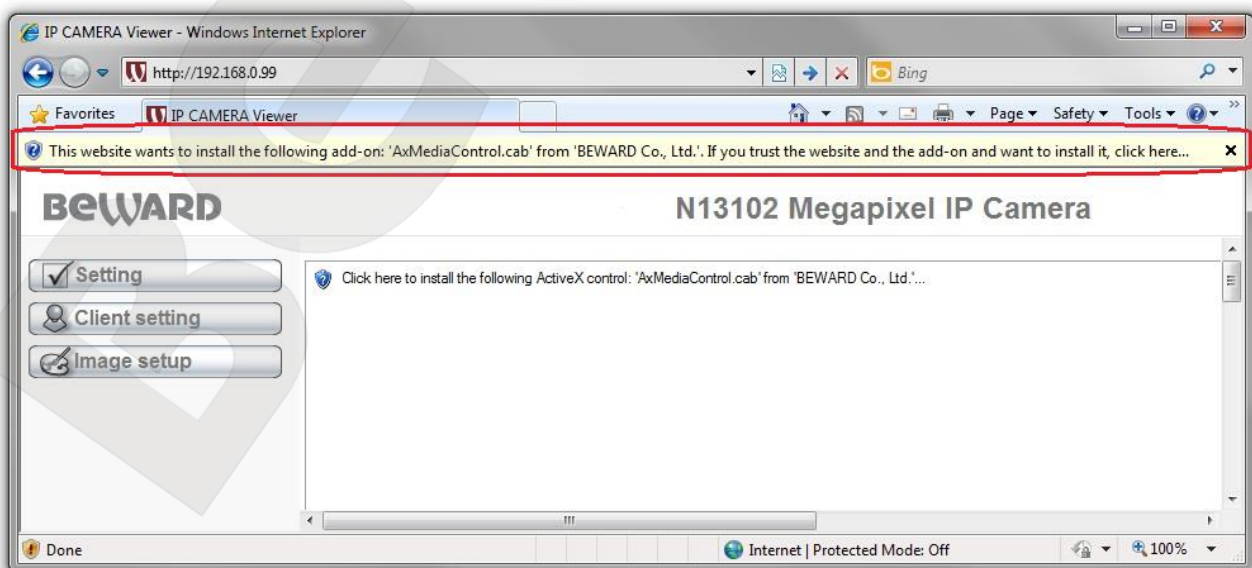 IP CAMERA Viewer - Windows Internet Explorer
http://192.168.0.99
Bing
Favorites
IP CAMERA Viewer
Page
Safety
Tools
This website wants to install the following add-on: 'AxMediaControl.cab' from 'BEWARD Co., Ltd.'. If you trust the website and the add-on and want to install it, click here...
BEWARD
N13102 Megapixel IP Camera
Setting
Click here to install the following ActiveX control: 'AxMediaControl.cab' from 'BEWARD Co., Ltd.'...
Client setting
Image setup
Done
Internet | Protected Mode: Off
100%